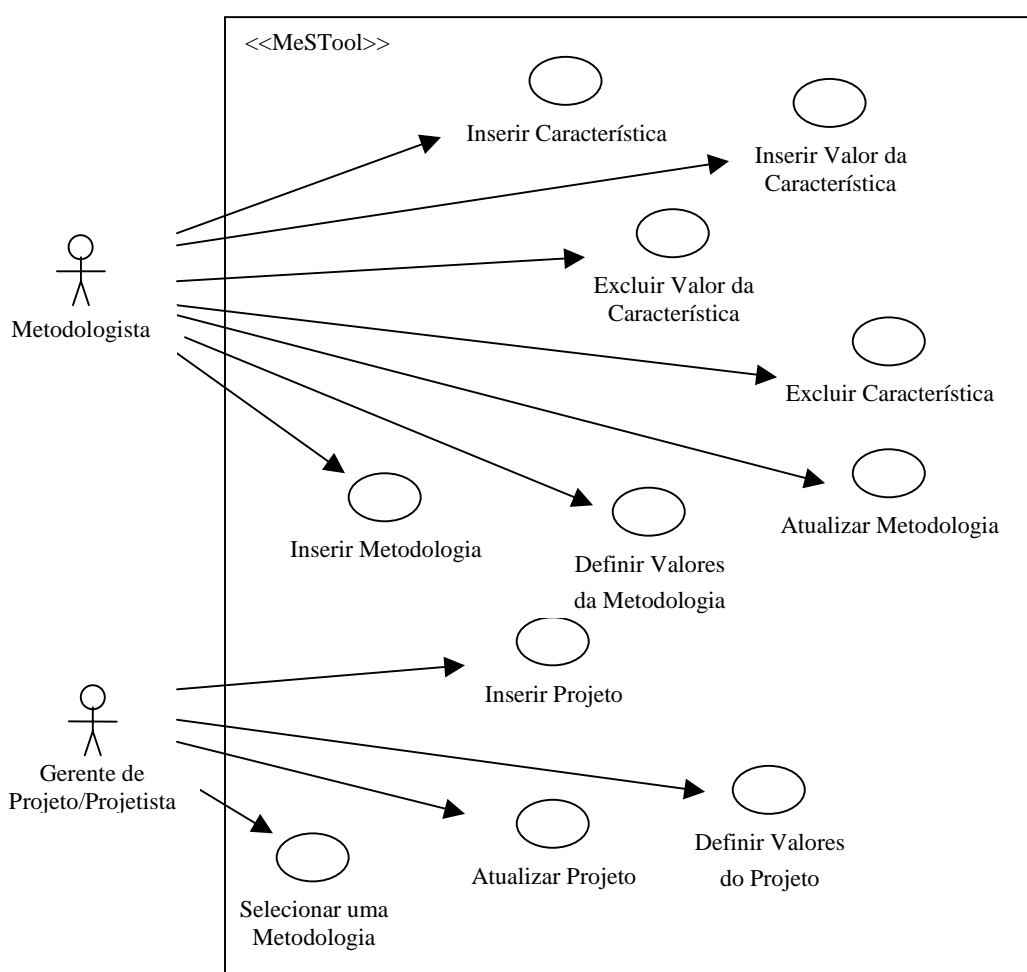 <<MeSTool>>
Inserir Característica
Inserir Valor da
Característica
Excluir Valor da
Característica
Metodologista
Excluir Característica
Atualizar Metodologia
Inserir Metodologia
Definir Valores
da Metodologia
Inserir Projeto
Gerente de
Projeto/Projetista
Definir Valores
do Projeto
Atualizar Projeto
Selecionar uma
Metodologia